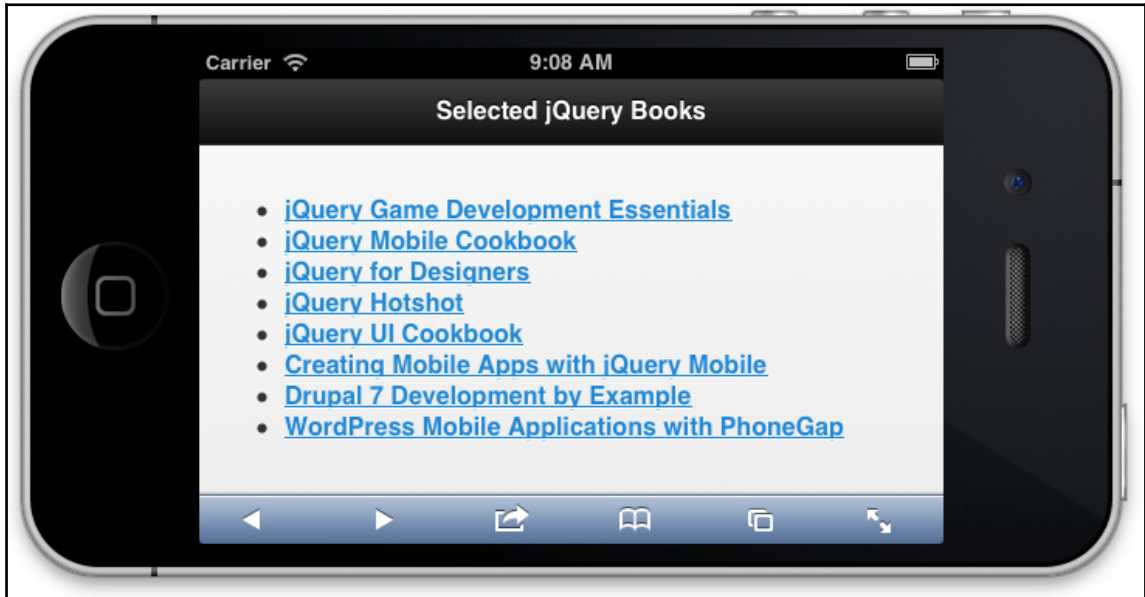 Carrier
9:08 AM
Selected jQuery Books
jQuery Game Development Essentials
jQuery Mobile Cookbook
jQuery for Designers
jQuery Hotshot
jQuery UI Cookbook
Creating Mobile Apps with jQuery Mobile
Drupal 7 Development by Example
WordPress Mobile Applications with PhoneGap